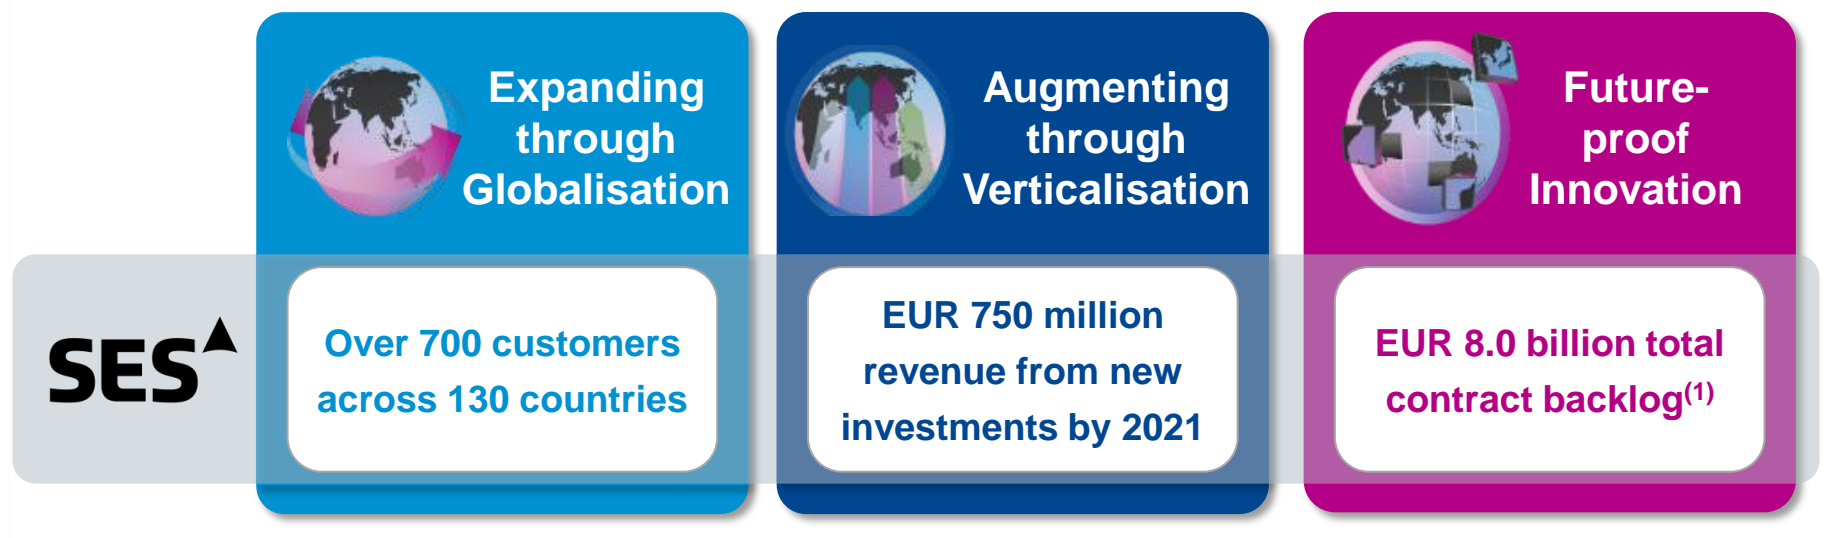 Expanding
through
Globalisation
Augmenting
through
Verticalisation
Future-
proof
Innovation
SES
Over 700 customers
across 130 countries
EUR 750 million
revenue from new
investments by 2021
EUR 8.0 billion total
contract backlog(1)